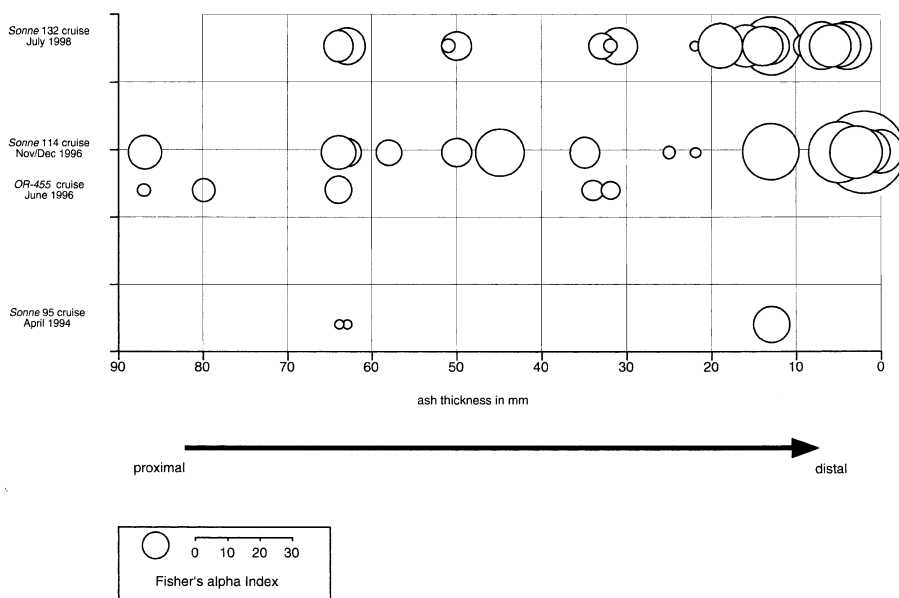 Sonne 132 cruise
July 1998
Sonne 114 cruise
Nov/Dec 1996
OR-455 cruise
June 1996
Sonne 95 cruise
April 1994
90 80 70 60 50 40 30 20 10 0
ash thickness in mm
proximal distal
0 10 20 30
Fisher's alpha Index